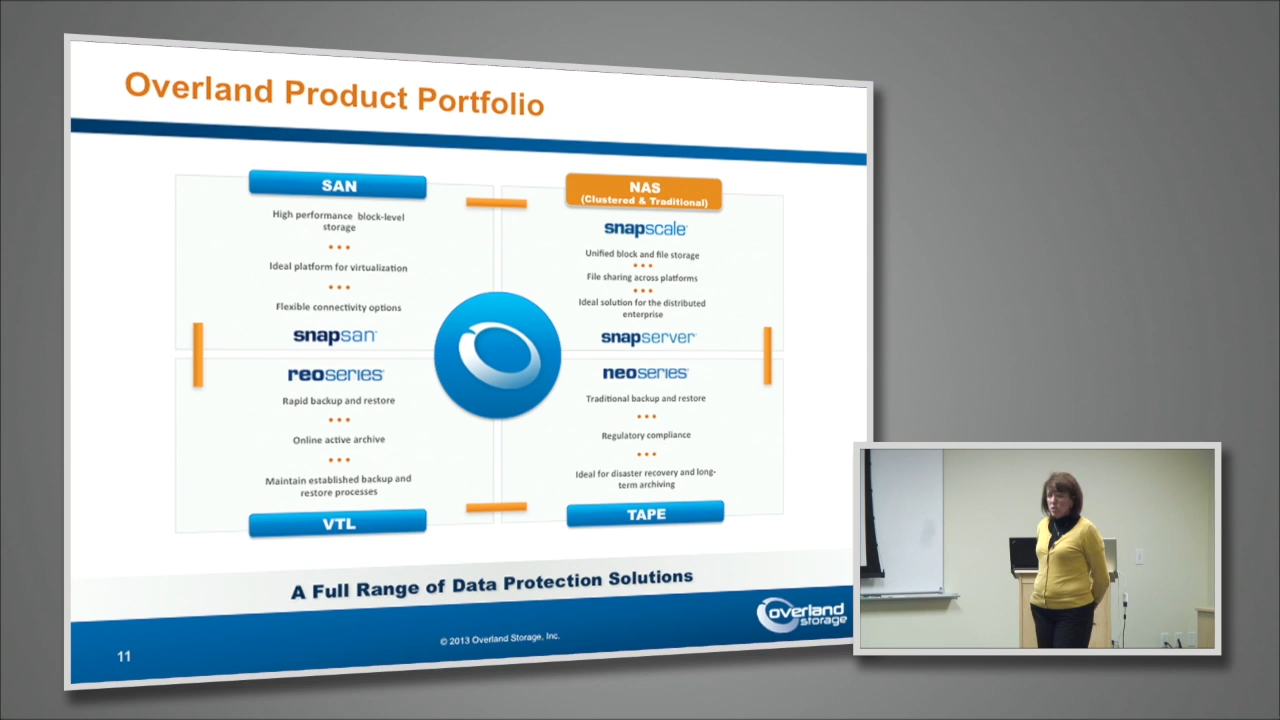 Overland Product Portfolio
SAN
High performance block-level
storage
Ideal platform for virtualization
Flexible connectivity options
snapsan
NAS
(Clustered & Traditional)
snapscale
Unified block and file storage
File sharing across platforms
Ideal solution for the distributed
enterprise
snapserver
reoseries
Rapid backup and restore
Online active archive
Maintain established backup and
restore processes
VTL
neoseries
Traditional backup and restore
Regulatory compliance
Ideal for disaster recovery and long-
term archiving
TAPE
A Full Range of Data Protection Solutions
overland
storage
© 2013 Overland Storage, Inc.
11